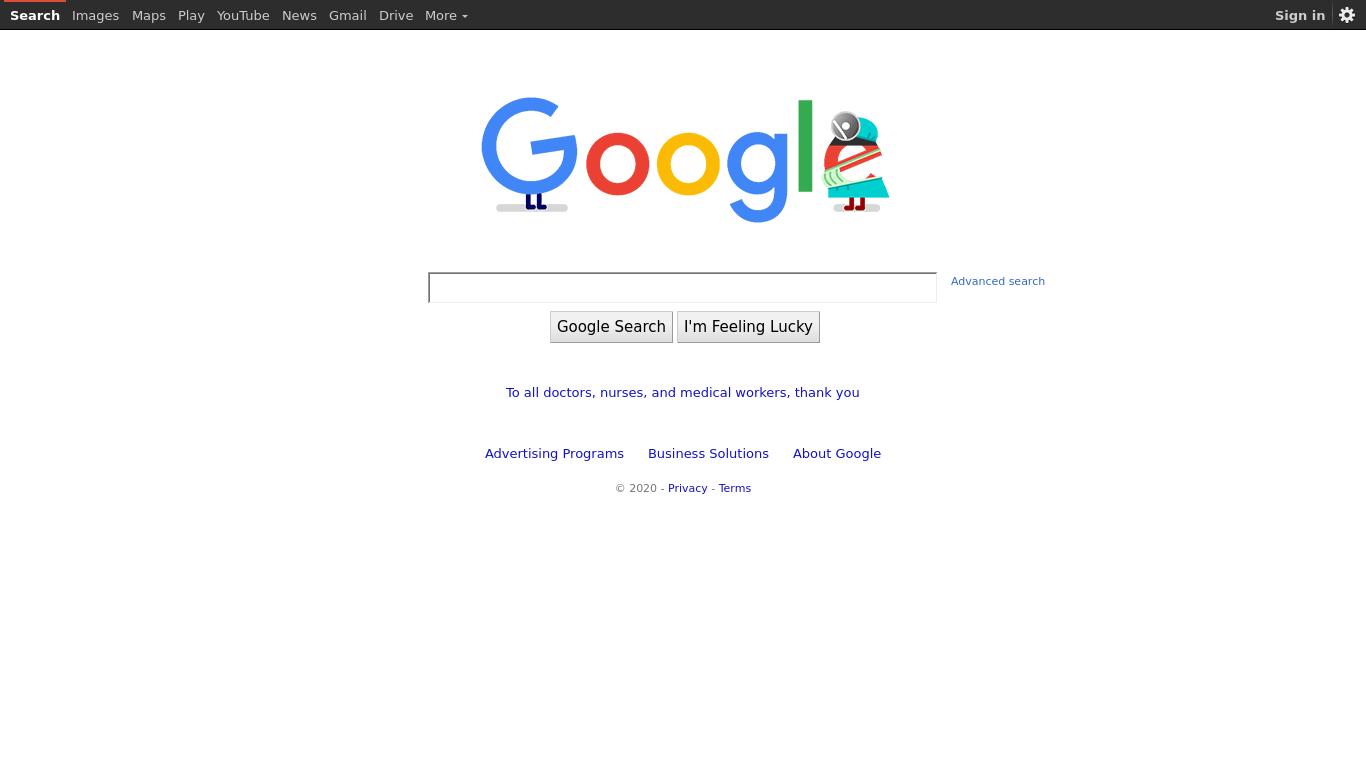 Search Images Maps Play YouTube News Gmail Drive More Sign in
Google
Advanced search
Google Search I'm Feeling Lucky
To all doctors, nurses, and medical workers, thank you
Advertising Programs Business Solutions About Google
© 2020 - Privacy - Terms